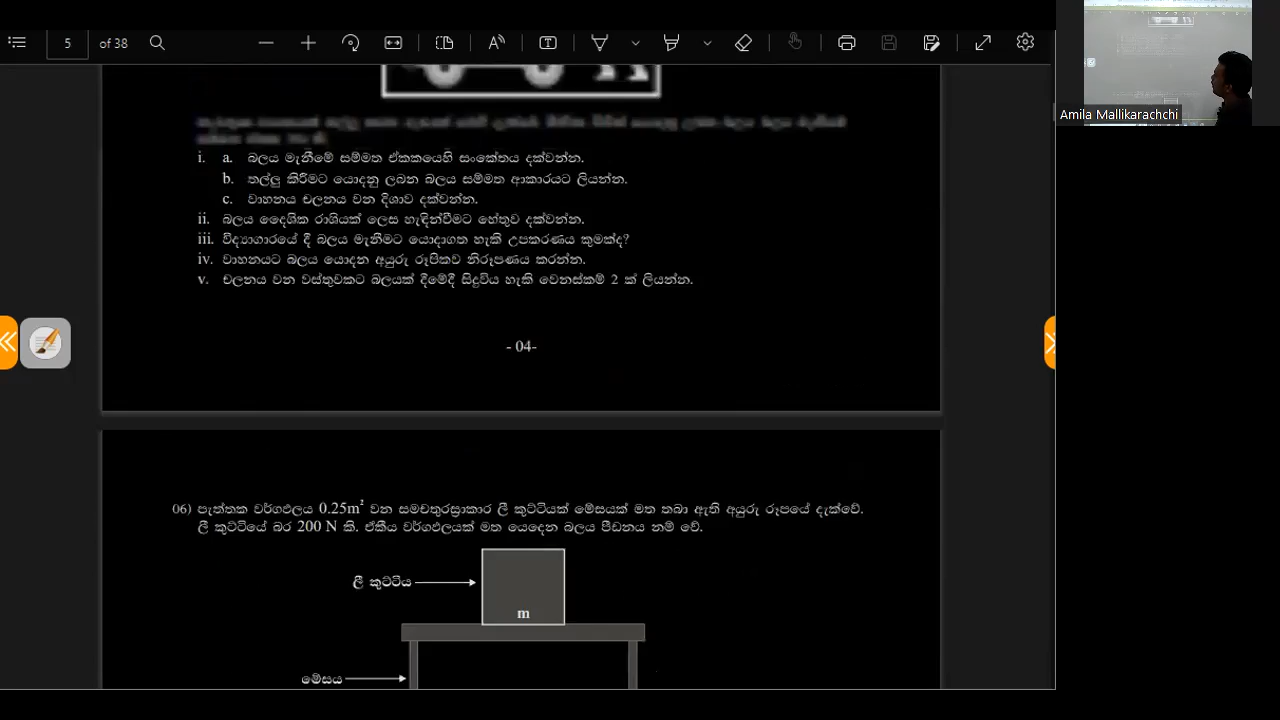 5 of 38
i. a. බලය මැනීමේ සම්මත ඒකකයෙහි සංකේතය දක්වන්න.
b. තල්ලු කිරීමට යොදනු ලබන බලය සම්මත ආකාරයට ලියන්න.
c. වාහනය චලනය වන දිශාව දක්වන්න.
ii. බලය දෛශික රාශියක් ලෙස හැඳින්වීමට හේතුව දක්වන්න.
iii. විද්‍යාගාරයේ දී බලය මැනීමට යොදාගත හැකි උපකරණය කුමක්ද?
iv. වාහනයට බලය යොදන අයුරු රූපිකව නිරූපණය කරන්න.
v. චලනය වන වස්තුවකට බලයක් දීමේදී සිදුවිය හැකි වෙනස්කම් 2 ක් ලියන්න.
- 04-
06) පැත්තක වර්ගඵලය 0.25m² වන සමචතුරස්‍රාකාර ලී කුට්ටියක් මේසයක් මත තබා ඇති අයුරු රූපයේ දැක්වේ.
ලී කුට්ටියේ බර 200 N කි. ඒකීය වර්ගඵලයක් මත යෙදෙන බලය පීඩනය නම් වේ.
ලී කුට්ටිය
m
මේසය
Amila Mallikarachchi